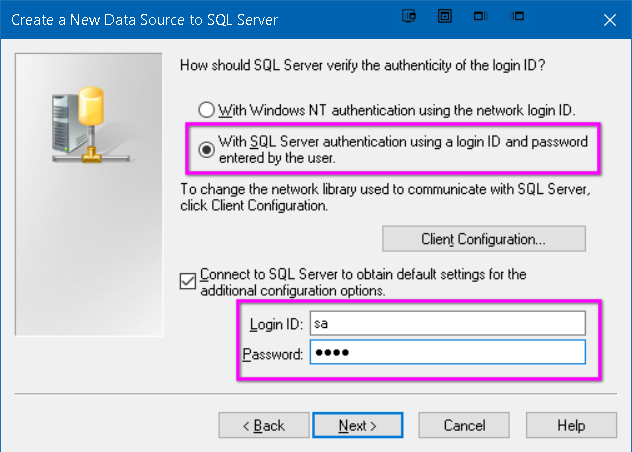 Create a New Data Source to SQL Server
How should SQL Server verify the authenticity of the login ID?
With Windows NT authentication using the network login ID.
With SQL Server authentication using a login ID and password
entered by the user.
To change the network library used to communicate with SQL Server,
click Client Configuration.
Client Configuration...
Connect to SQL Server to obtain default settings for the
additional configuration options.
Login ID: sa
Password: ●●●●
< Back Next > Cancel Help